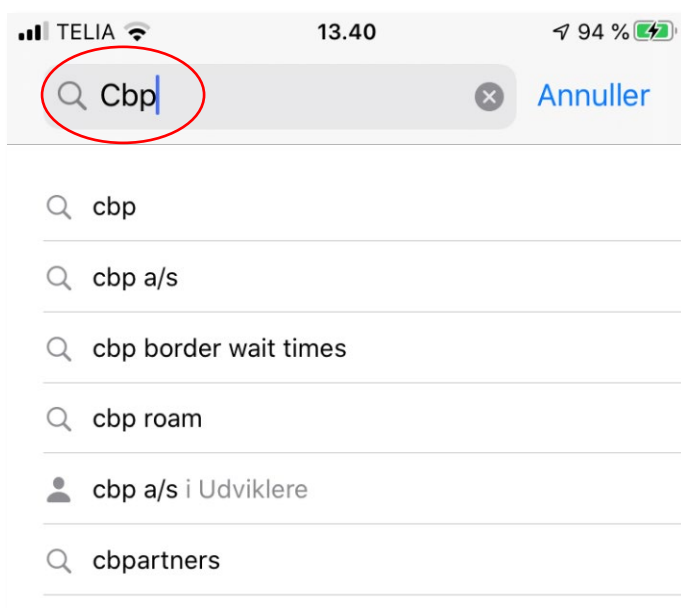 TELIA 13.40 94 %
Cbp Annuller
cbp
cbp a/s
cbp border wait times
cbp roam
cbp a/s i Udviklere
cbpartners